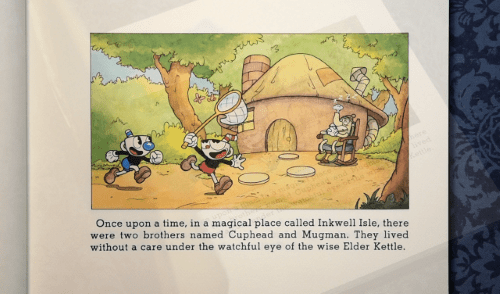 Once upon a time, in a magical place called Inkwell Isle, there
were two brothers named Cuphead and Mugman. They lived
without a care under the watchful eye of the wise Elder Kettle.